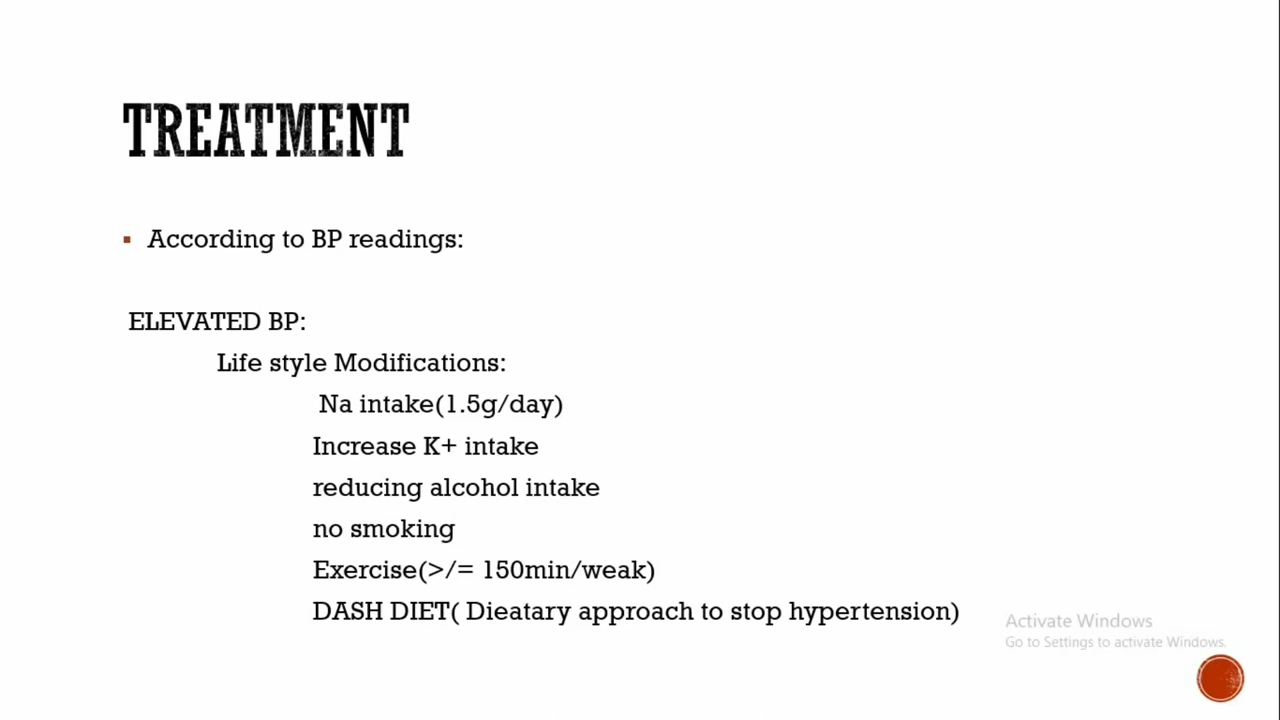 TREATMENT
▪ According to BP readings:
ELEVATED BP:
Life style Modifications:
Na intake(1.5g/day)
Increase K+ intake
reducing alcohol intake
no smoking
Exercise(>/= 150min/weak)
DASH DIET( Dieatary approach to stop hypertension)
Activate Windows
Go to Settings to activate Windows.